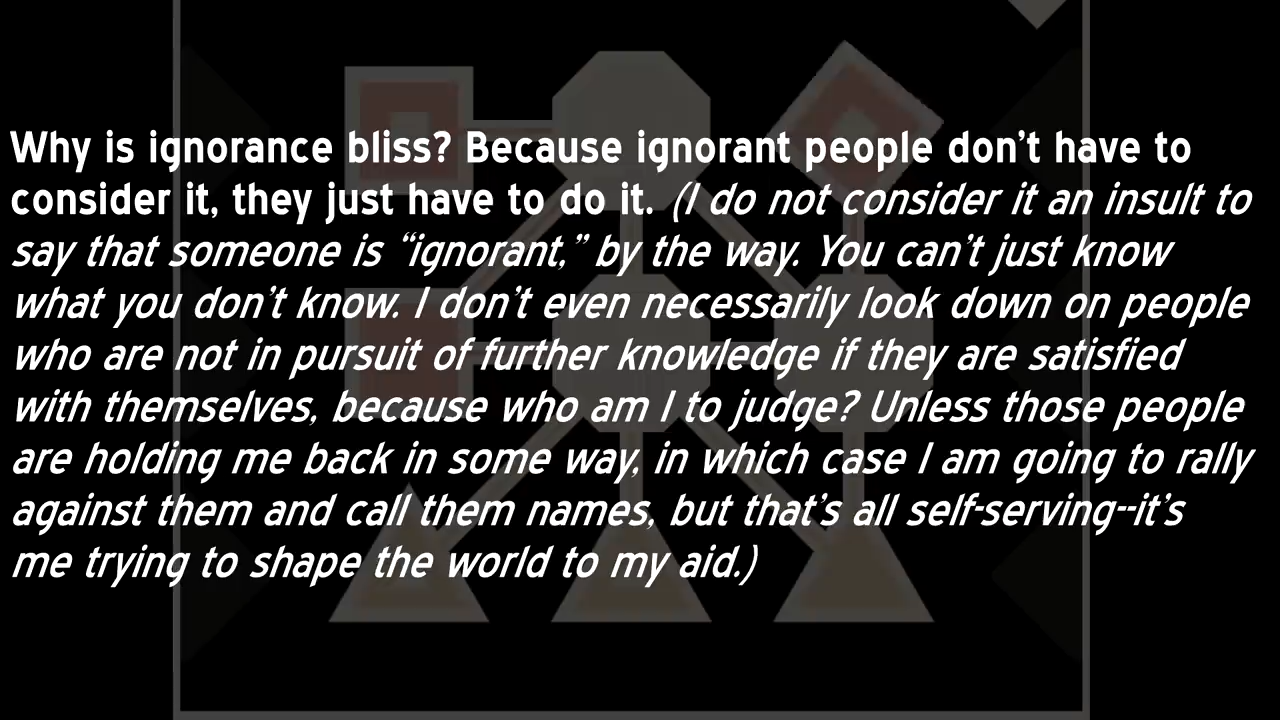 Why is ignorance bliss? Because ignorant people don't have to
consider it, they just have to do it. (I do not consider it an insult to
say that someone is “ignorant,” by the way. You can't just know
what you don't know. I don't even necessarily look down on people
who are not in pursuit of further knowledge if they are satisfied
with themselves, because who am I to judge? Unless those people
are holding me back in some way, in which case I am going to rally
against them and call them names, but that's all self-serving--it's
me trying to shape the world to my aid.)